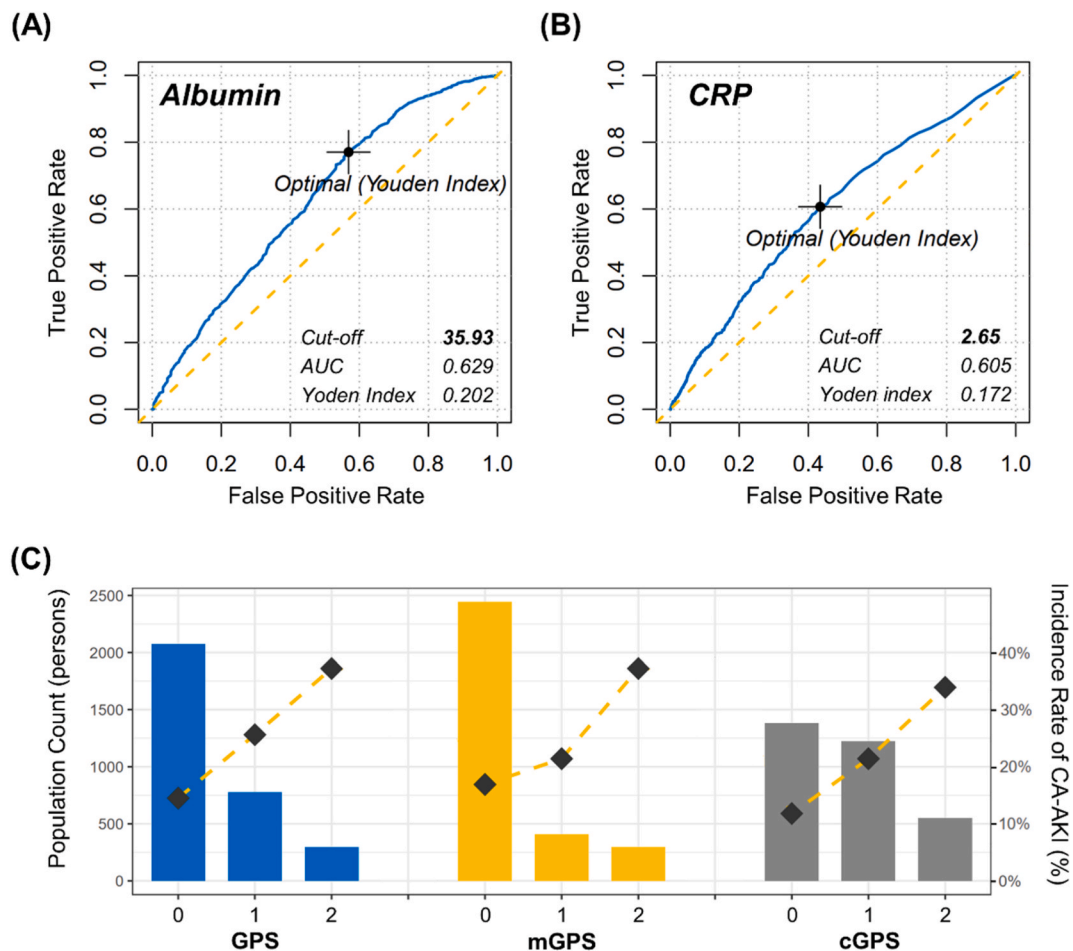 (A)
Albumin
True Positive Rate
1.0
0.8
0.6
0.4
0.2
0.0
Optimal (Youden Index)
Cut-off 35.93
AUC 0.629
Yoden Index 0.202
0.0 0.2 0.4 0.6 0.8 1.0
False Positive Rate
(B)
CRP
True Positive Rate
1.0
0.8
0.6
0.4
0.2
0.0
Optimal (Youden Index)
Cut-off 2.65
AUC 0.605
Yoden index 0.172
0.0 0.2 0.4 0.6 0.8 1.0
False Positive Rate
(C)
Population Count (persons)
2500
2000
1500
1000
500
0
40%
30%
20%
10%
0%
Incidence Rate of CA-AKI (%)
0 1 2 0 1 2 0 1 2
GPS mGPS cGPS